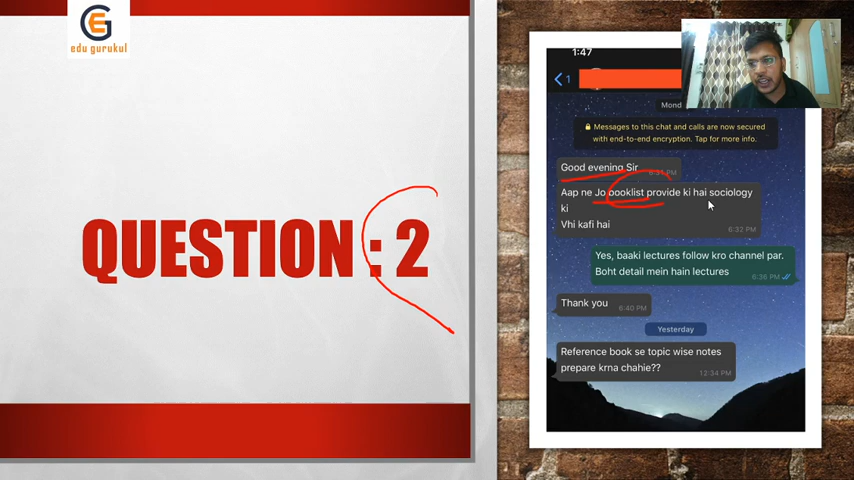 edu gurukul
QUESTION : 2
1:47
1
Mond
Messages to this chat and calls are now secured
with end-to-end encryption. Tap for more info.
Good evening Sir
6:31 PM
Aap ne Jo booklist provide ki hai sociology
ki
Vhi kafi hai
6:32 PM
Yes, baaki lectures follow kro channel par.
Boht detail mein hain lectures
6:36 PM
Thank you
6:40 PM
Yesterday
Reference book se topic wise notes
prepare krna chahie??
12:34 PM